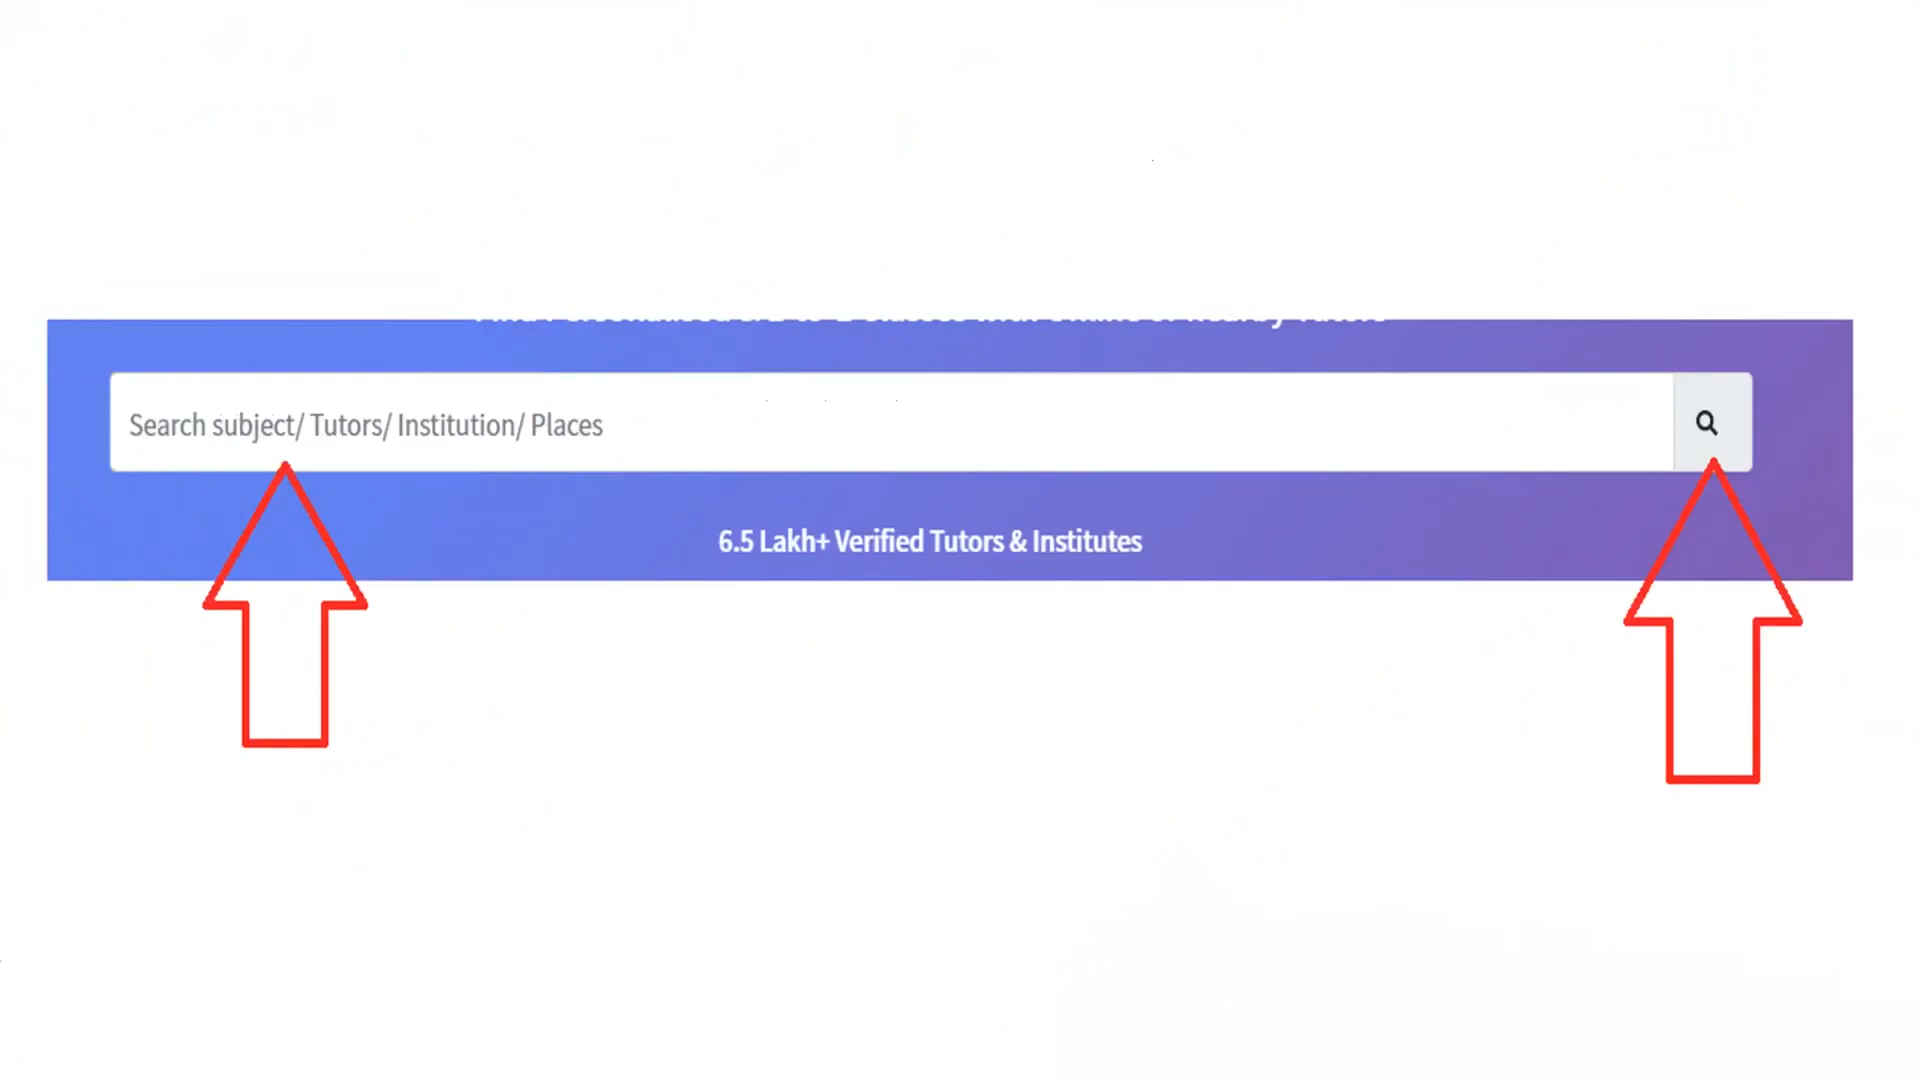 Search subject/ Tutors/ Institution/ Places
6.5 Lakh+ Verified Tutors & Institutes